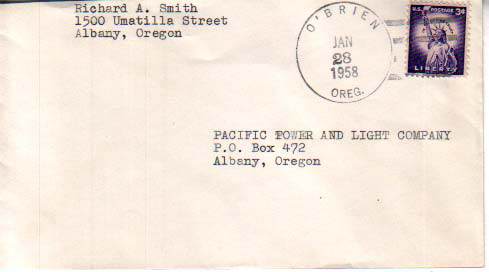 Richard A. Smith
1500 Umatilla Street
Albany, Oregon
O'BRIEN
JAN
28
1958
OREG.
U.S. POSTAGE 3¢
LIBERTY
PACIFIC POWER AND LIGHT COMPANY
P.O. Box 472
Albany, Oregon